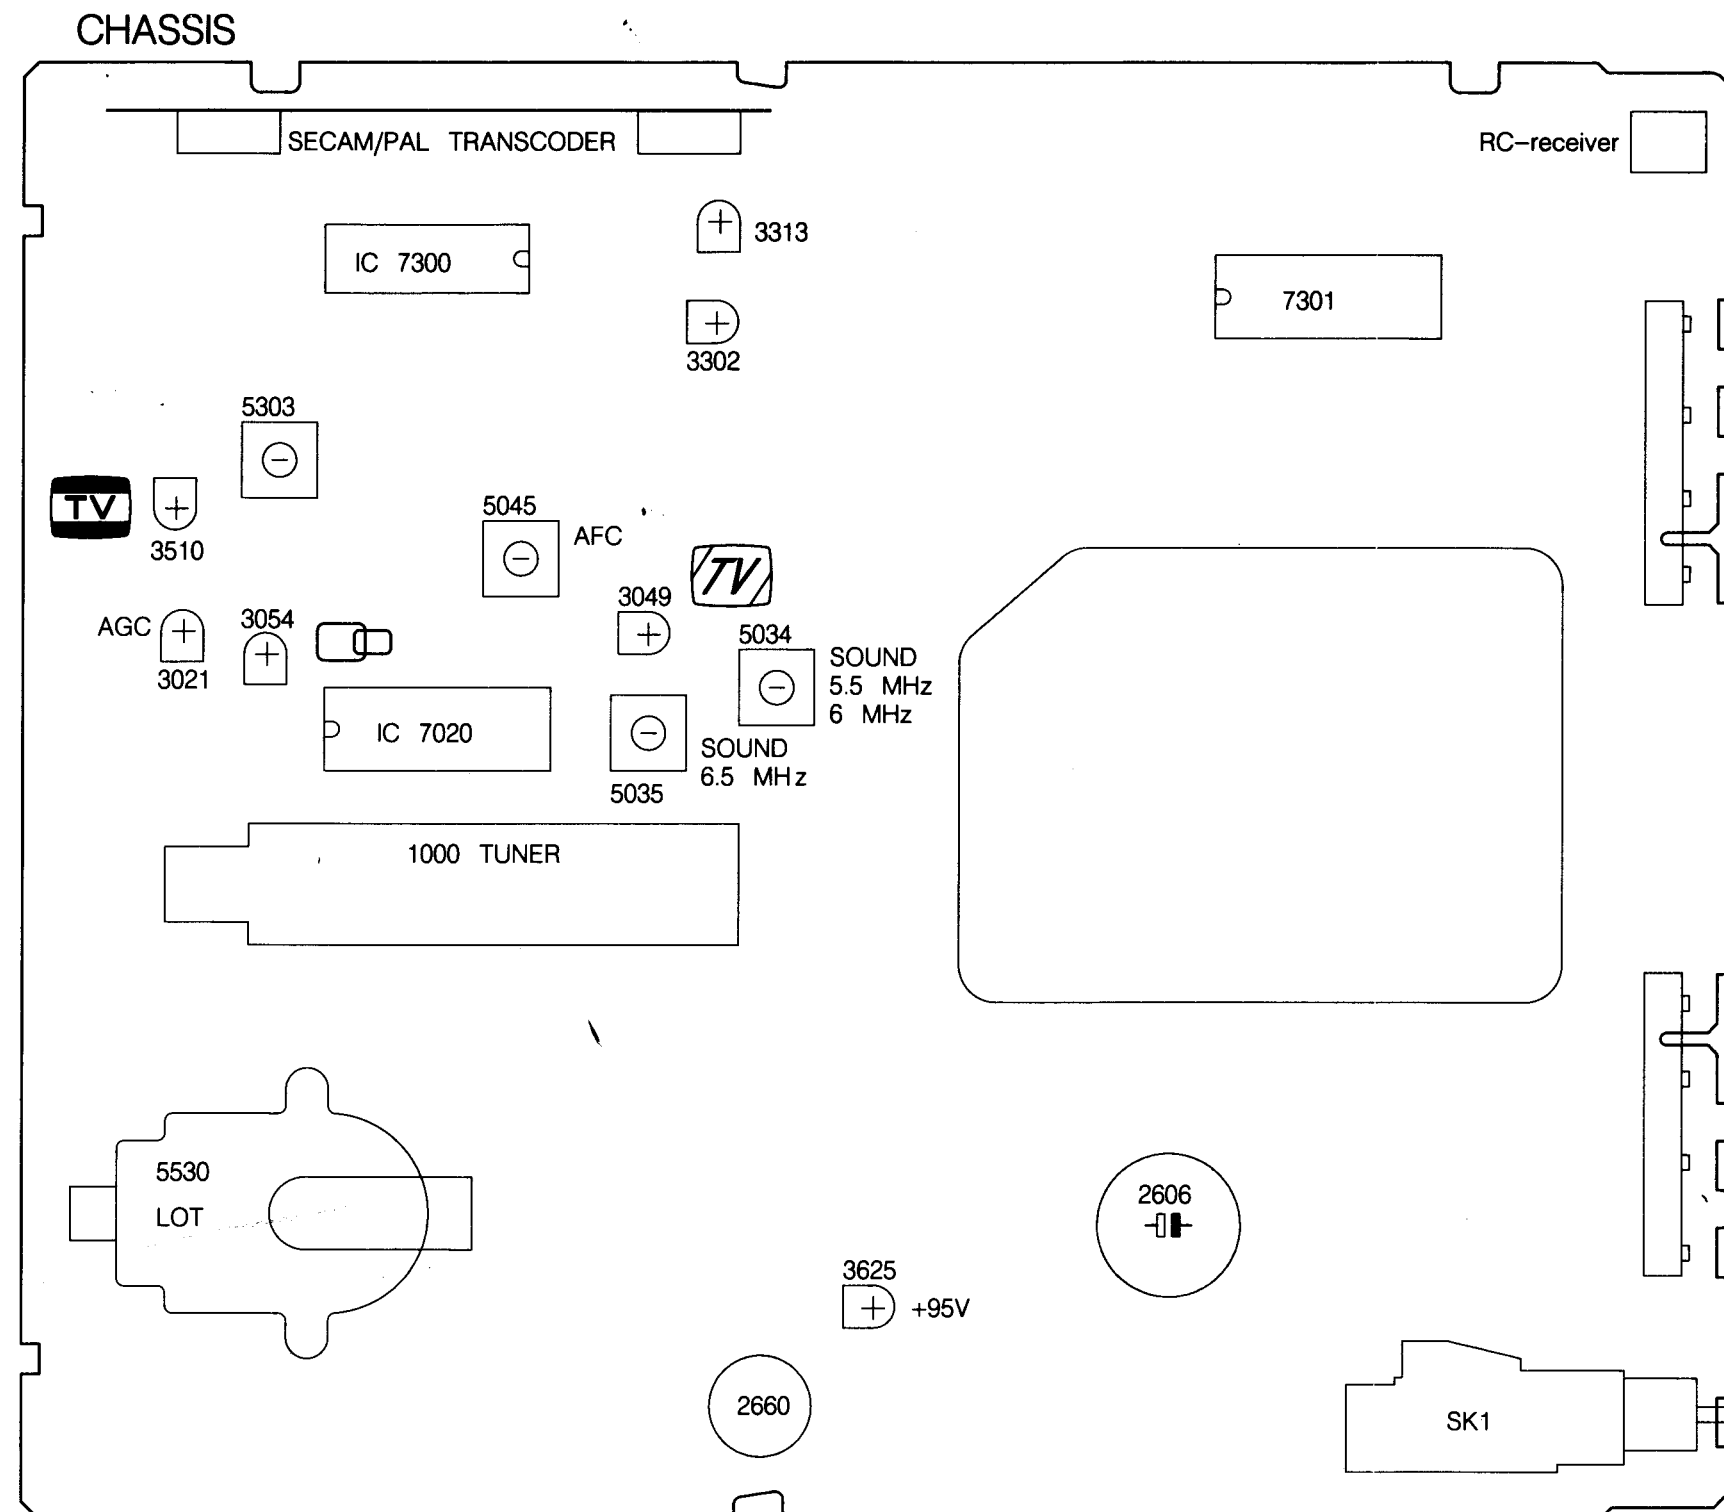 CHASSIS
SECAM/PAL TRANSCODER
RC-receiver
3313
IC 7300
7301
3302
5303
TV
3510
5045
AFC
TV
3049
AGC
3054
3021
5034
SOUND
5.5 MHz
6 MHz
IC 7020
SOUND
6.5 MHz
5035
1000 TUNER
5530
LOT
2606
3625
+95V
2660
SK1